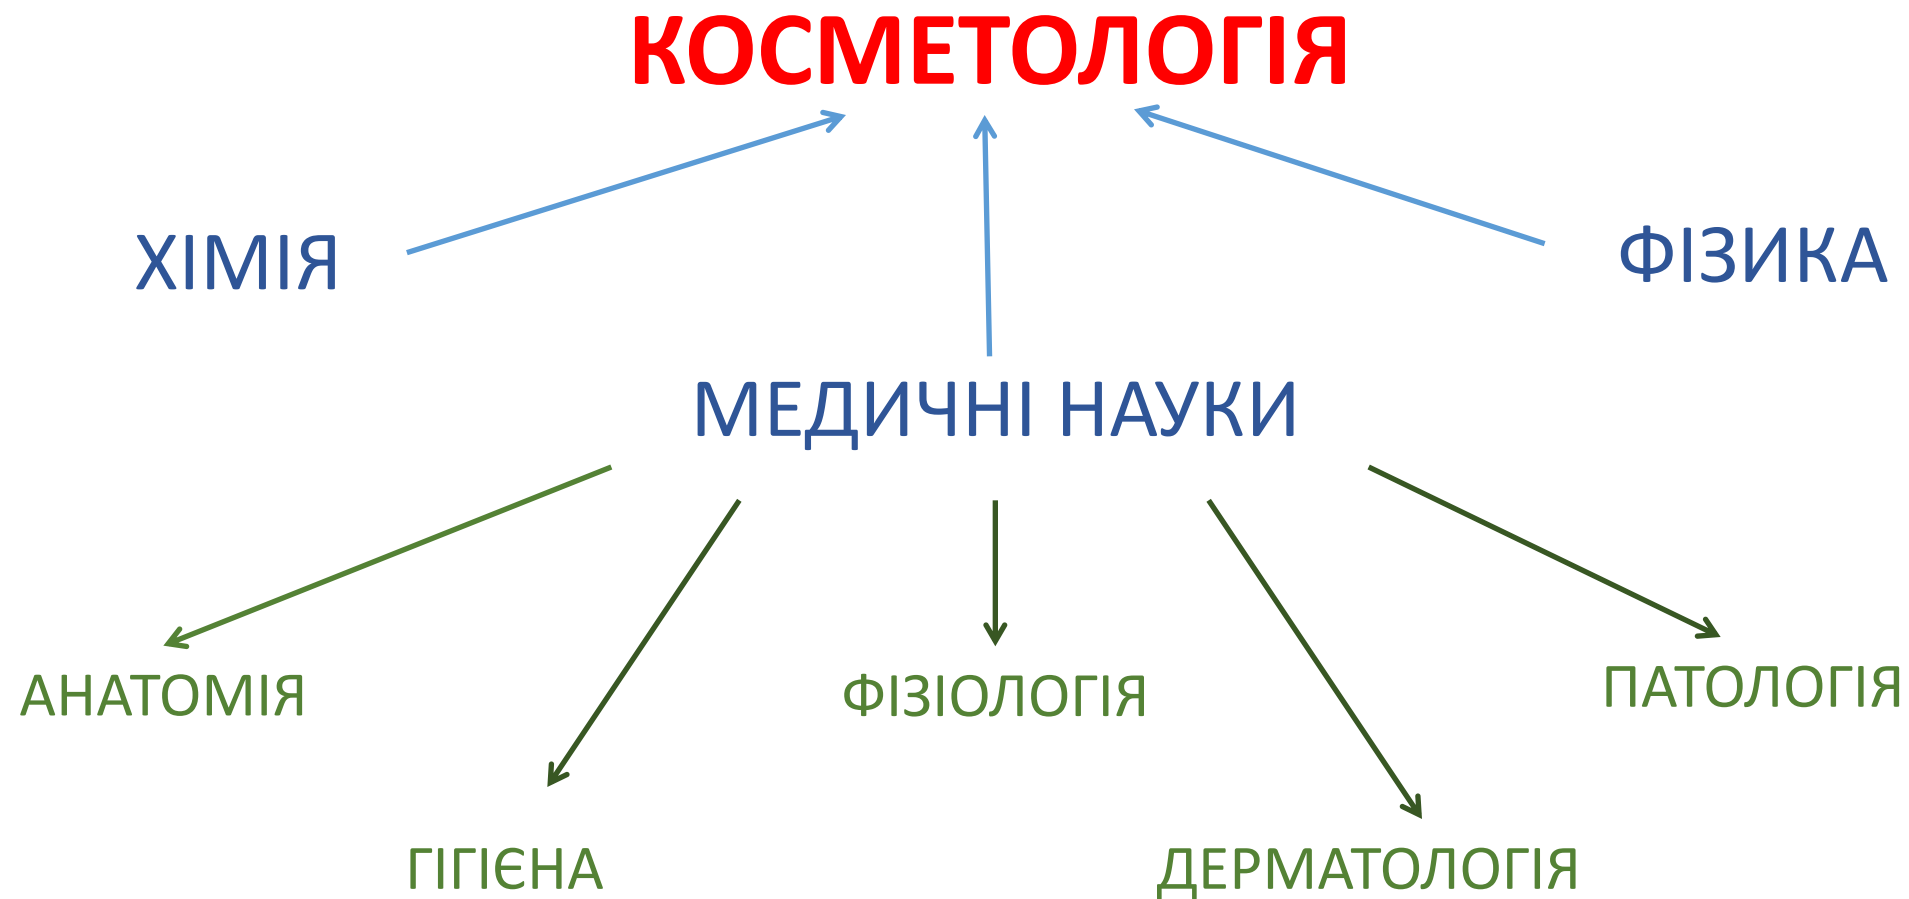 КОСМЕТОЛОГІЯ
ХІМІЯ
ФІЗИКА
МЕДИЧНІ НАУКИ
АНАТОМІЯ
ФІЗІОЛОГІЯ
ПАТОЛОГІЯ
ГІГІЄНА
ДЕРМАТОЛОГІЯ